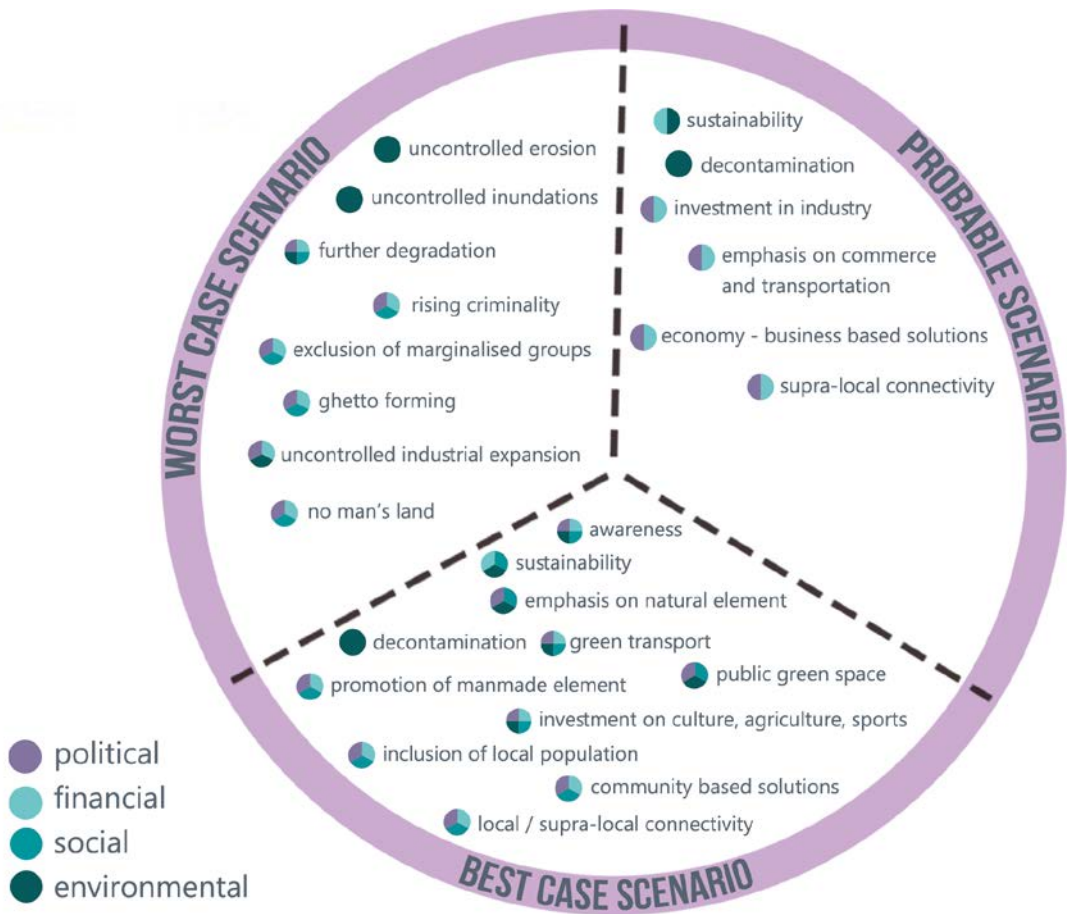 WORST CASE SCENARIO
uncontrolled erosion
uncontrolled inundations
further degradation
rising criminality
exclusion of marginalised groups
ghetto forming
uncontrolled industrial expansion
no man's land
PROBABLE SCENARIO
sustainability
decontamination
investment in industry
emphasis on commerce
and transportation
economy - business based solutions
supra-local connectivity
awareness
sustainability
emphasis on natural element
decontamination
green transport
public green space
promotion of manmade element
investment on culture, agriculture, sports
inclusion of local population
community based solutions
local / supra-local connectivity
BEST CASE SCENARIO
political
financial
social
environmental